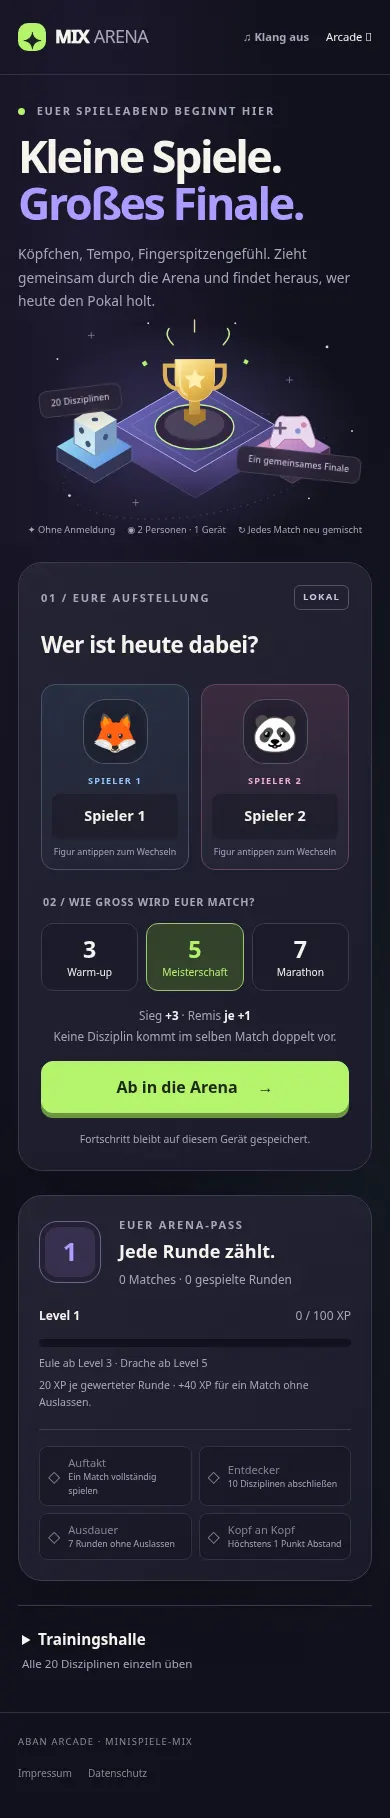 MIX ARENA
♫ Klang aus
Arcade
EUER SPIELEABEND BEGINNT HIER
Kleine Spiele.
Großes Finale.
Köpfchen, Tempo, Fingerspitzengefühl. Zieht
gemeinsam durch die Arena und findet heraus, wer
heute den Pokal holt.
20 Disziplinen
Ein gemeinsames Finale
✦ Ohne Anmeldung ◉ 2 Personen · 1 Gerät ↻ Jedes Match neu gemischt
01 / EURE AUFSTELLUNG
LOKAL
Wer ist heute dabei?
SPIELER 1
Spieler 1
Figur antippen zum Wechseln
SPIELER 2
Spieler 2
Figur antippen zum Wechseln
02 / WIE GROSS WIRD EUER MATCH?
3
Warm-up
5
Meisterschaft
7
Marathon
Sieg +3 · Remis je +1
Keine Disziplin kommt im selben Match doppelt vor.
Ab in die Arena →
Fortschritt bleibt auf diesem Gerät gespeichert.
1
EUER ARENA-PASS
Jede Runde zählt.
0 Matches · 0 gespielte Runden
Level 1
0 / 100 XP
Eule ab Level 3 · Drache ab Level 5
20 XP je gewerteter Runde · +40 XP für ein Match ohne
Auslassen.
◇ Auftakt
Ein Match vollständig
spielen
◇ Entdecker
10 Disziplinen abschließen
◇ Ausdauer
7 Runden ohne Auslassen
◇ Kopf an Kopf
Höchstens 1 Punkt Abstand
▶ Trainingshalle
Alle 20 Disziplinen einzeln üben
ABAN ARCADE · MINISPIELE-MIX
Impressum Datenschutz